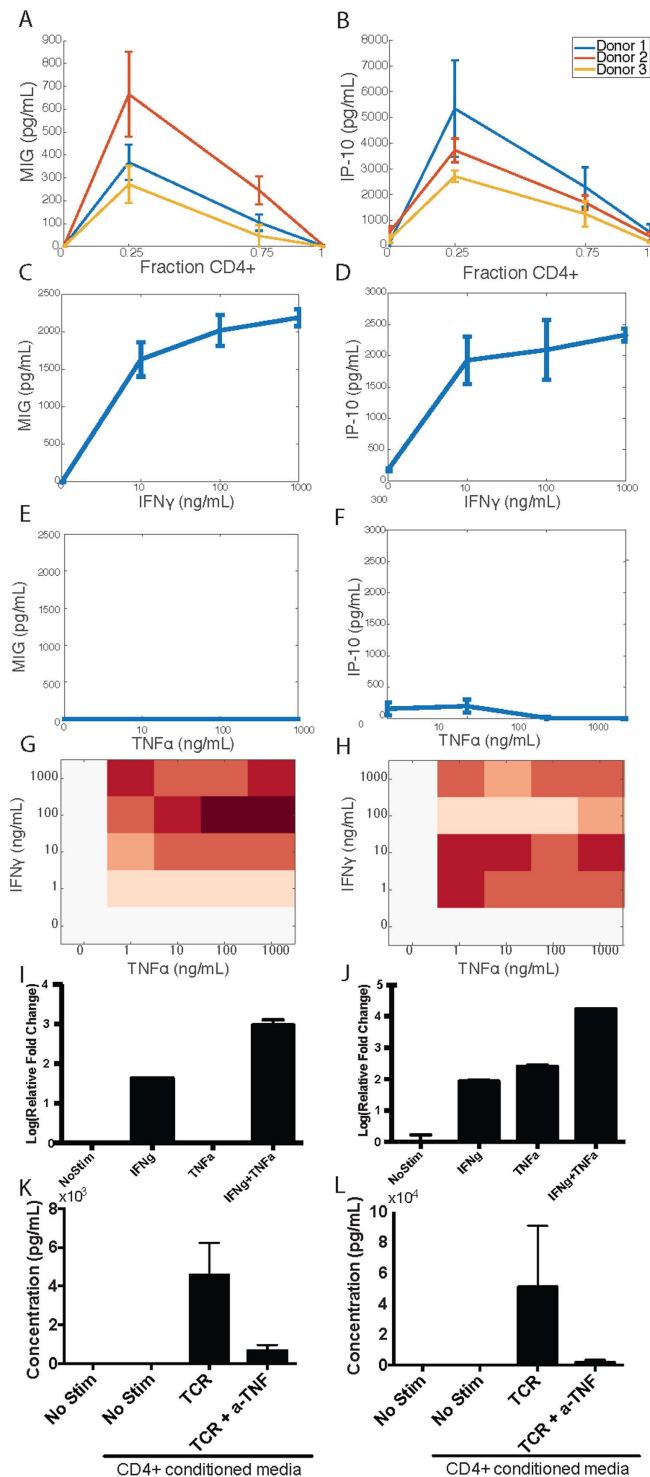 A
B
MIG (pg/mL)
900
800
700
600
500
400
300
200
100
0
0
0.25
0.75
1
Fraction CD4+
IP-10 (pg/mL)
8000
7000
6000
5000
4000
3000
2000
1000
0
0
0.25
0.75
1
Fraction CD4+
Donor 1
Donor 2
Donor 3
C
D
MIG (pg/mL)
2500
2000
1500
1000
500
0
0
10
100
1000
IFNγ (ng/mL)
IP-10 (pg/mL)
3000
2500
2000
1500
1000
500
0
0
10
100
1000
300
IFNγ (ng/mL)
E
F
MIG (pg/mL)
2500
2000
1500
1000
500
0
0
10
100
1000
TNFα (ng/mL)
IP-10 (pg/mL)
3000
2500
2000
1500
1000
500
0
0
10
100
1000
TNFα (ng/mL)
G
H
IFNγ (ng/mL)
1000
100
10
1
0
0
1
10
100
1000
TNFα (ng/mL)
IFNγ (ng/mL)
1000
100
10
1
0
0
1
10
100
1000
TNFα (ng/mL)
I
J
Log(Relative Fold Change)
4
3
2
1
0
NoStim
IFNg
TNFa
IFNg+TNFa
Log(Relative Fold Change)
5
4
3
2
1
0
NoStim
IFNg
TNFa
IFNg+TNFa
K
L
x10³
Concentration (pg/mL)
8
6
4
2
0
No Stim
No Stim
TCR
TCR + a-TNF
CD4+ conditioned media
x10⁴
Concentration (pg/mL)
10
8
6
4
2
0
No Stim
No Stim
TCR
TCR + a-TNF
CD4+ conditioned media